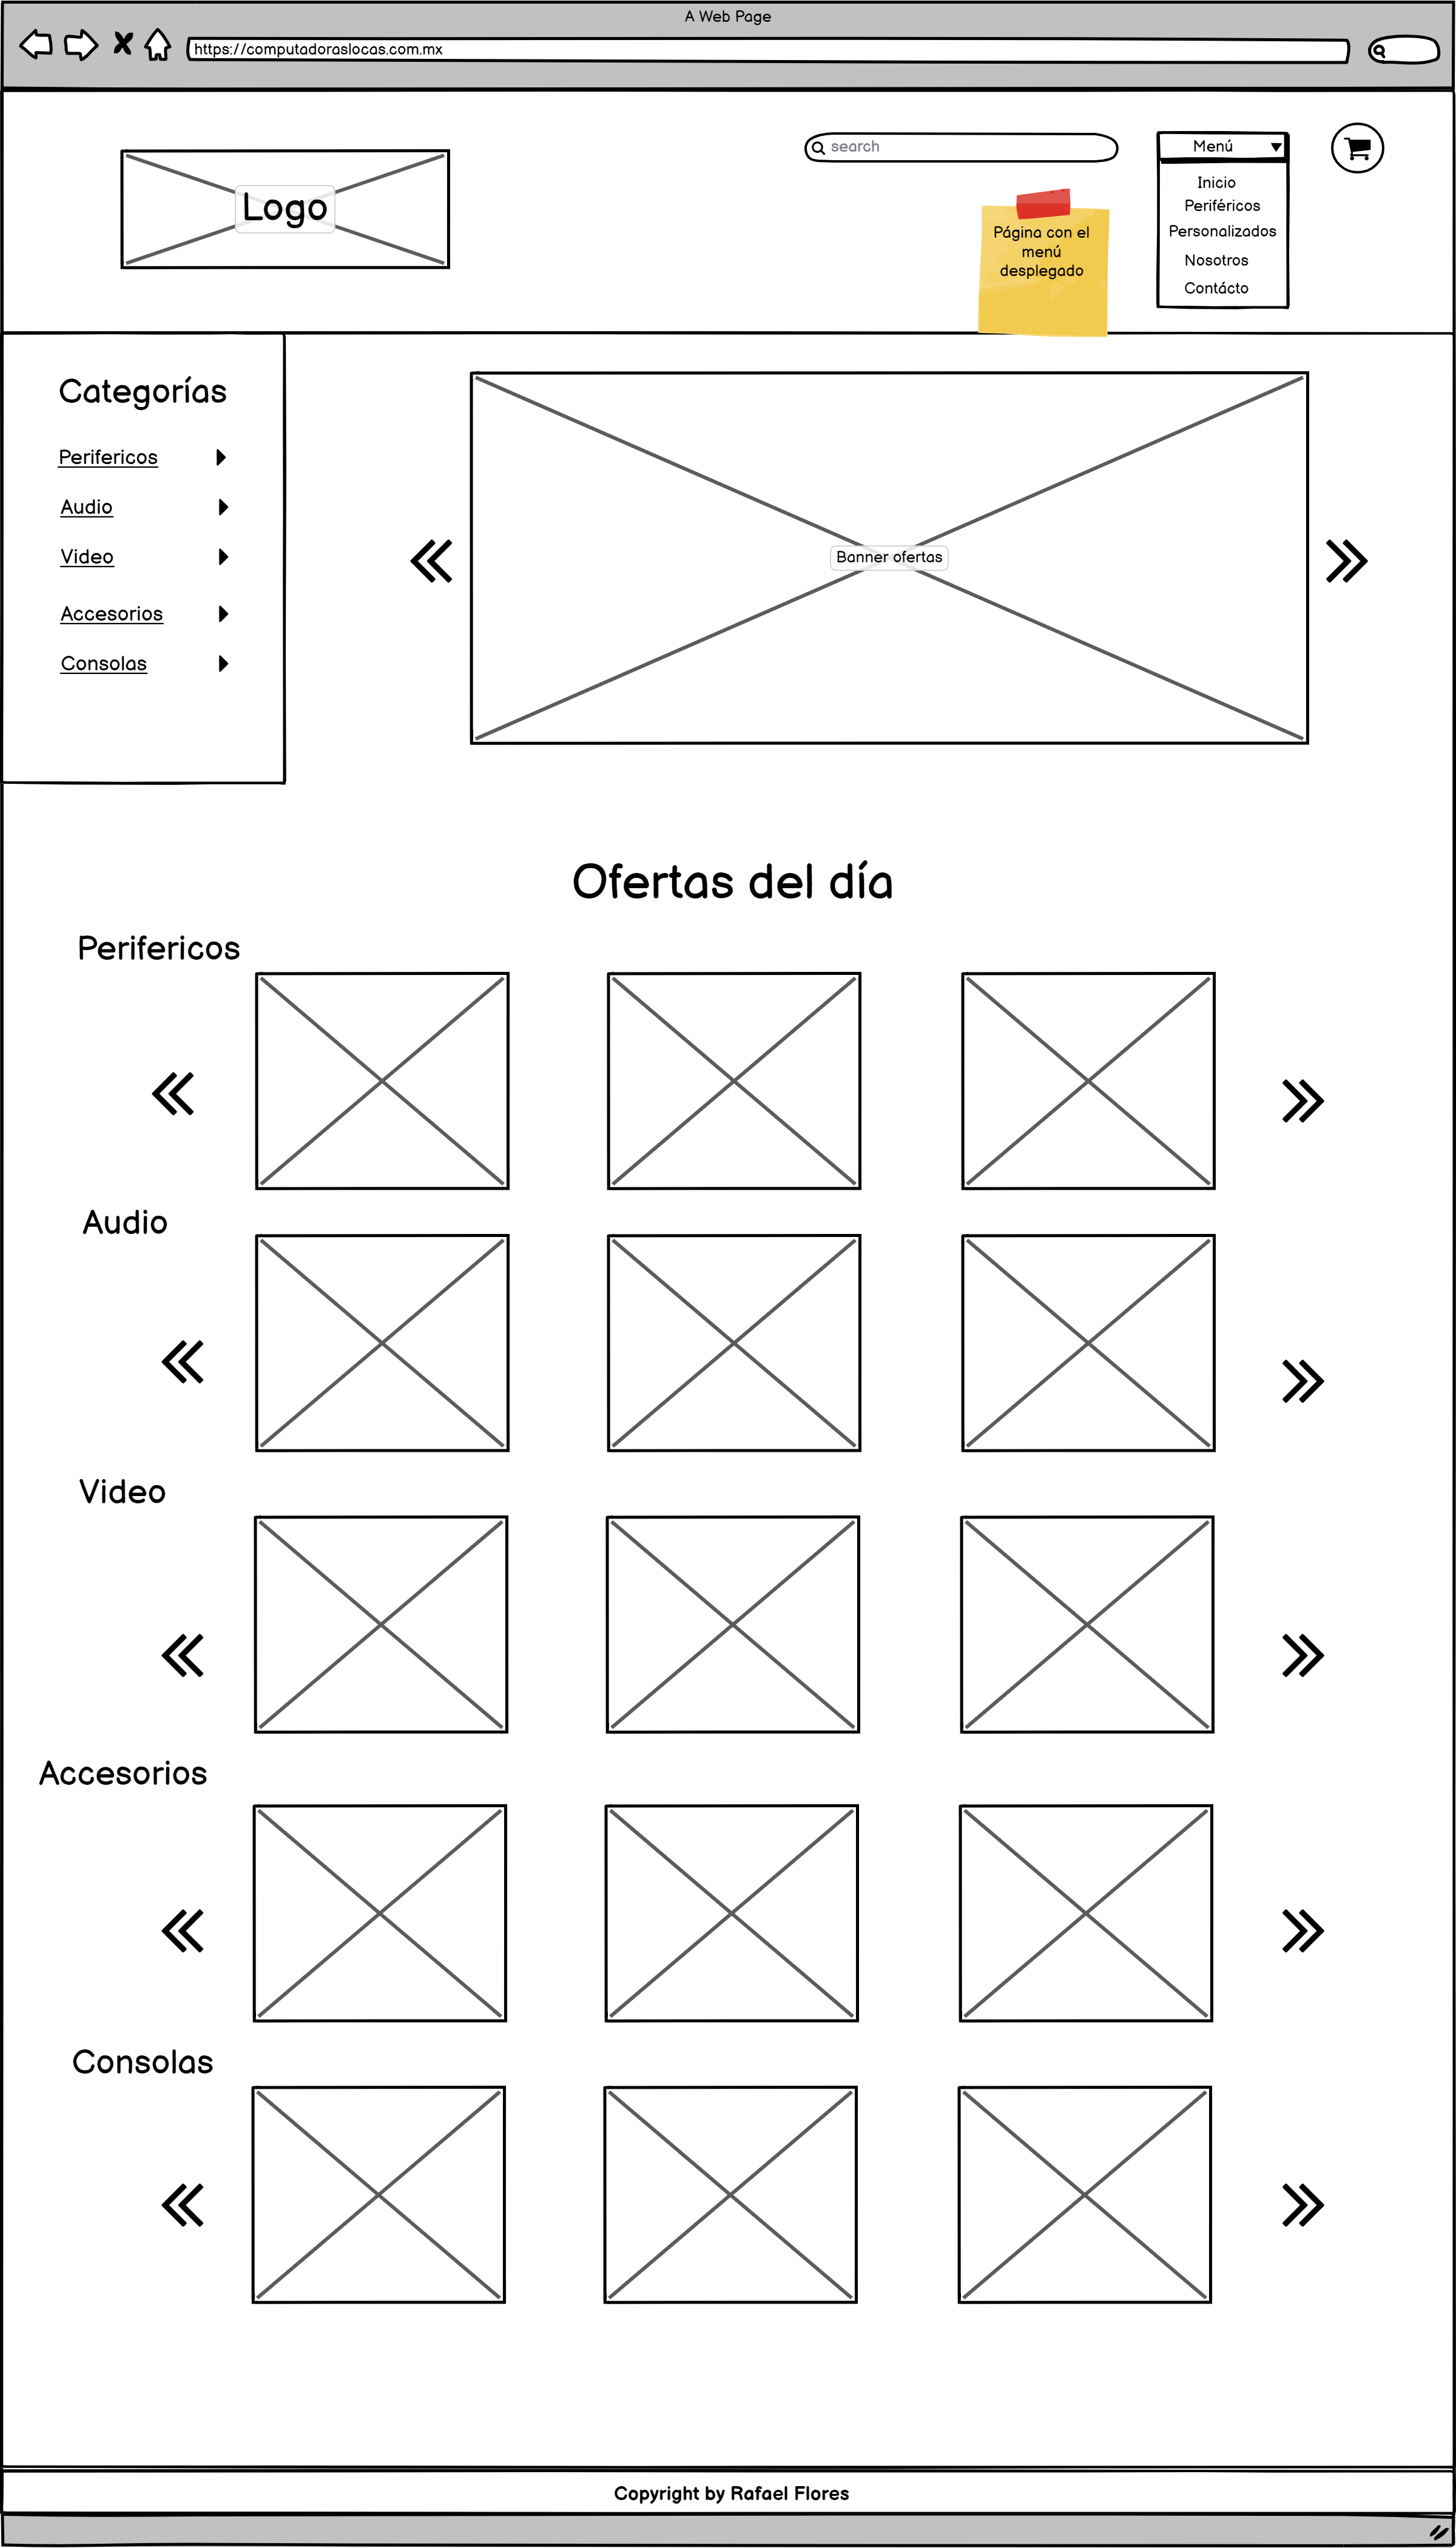 A Web Page
https://computadoraslocas.com.mx
search
Menú
Logo
Inicio
Periféricos
Personalizados
Nosotros
Contácto
Página con el
menú
desplegado
Categorías
Perifericos
Audio
Video
Accesorios
Consolas
Banner ofertas
Ofertas del día
Perifericos
Audio
Video
Accesorios
Consolas
Copyright by Rafael Flores